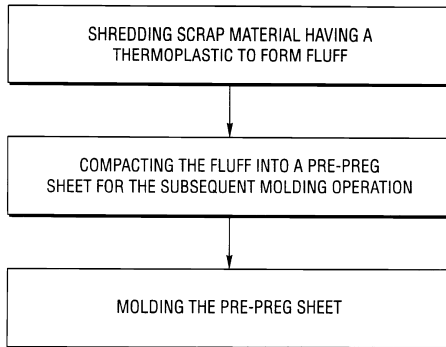 SHREDDING SCRAP MATERIAL HAVING A
THERMOPLASTIC TO FORM FLUFF
COMPACTING THE FLUFF INTO A PRE-PREG
SHEET FOR THE SUBSEQUENT MOLDING OPERATION
MOLDING THE PRE-PREG SHEET